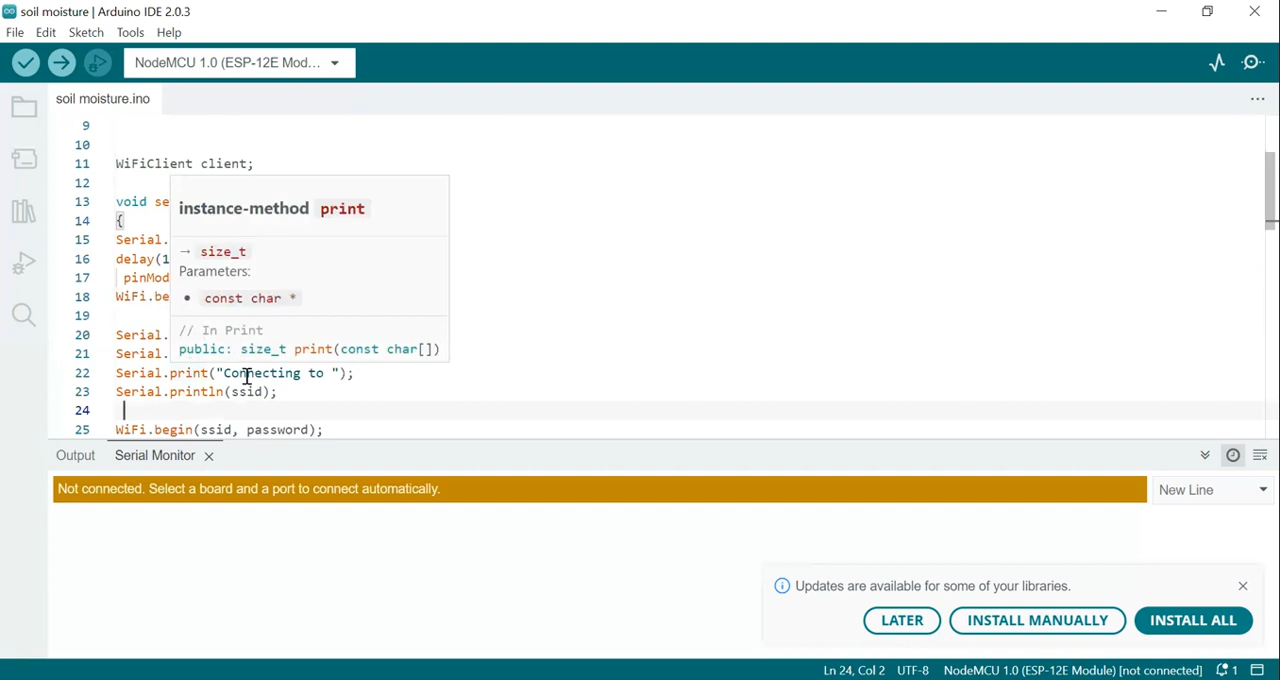 soil moisture | Arduino IDE 2.0.3
File Edit Sketch Tools Help
NodeMCU 1.0 (ESP-12E Mod...
soil moisture.ino
9
10
11 WiFiClient client;
12
13 void se
14 {
15 Serial.
16 delay(1
17 pinMod
18 WiFi.be
19
20 Serial.
21 Serial.
instance-method print
→ size_t
Parameters:
• const char *
// In Print
public: size_t print(const char[])
22 Serial.print("Connecting to ");
23 Serial.println(ssid);
24
25 WiFi.begin(ssid, password);
Output Serial Monitor
Not connected. Select a board and a port to connect automatically.
New Line
Updates are available for some of your libraries.
LATER INSTALL MANUALLY INSTALL ALL
Ln 24, Col 2 UTF-8 NodeMCU 1.0 (ESP-12E Module) [not connected] 1